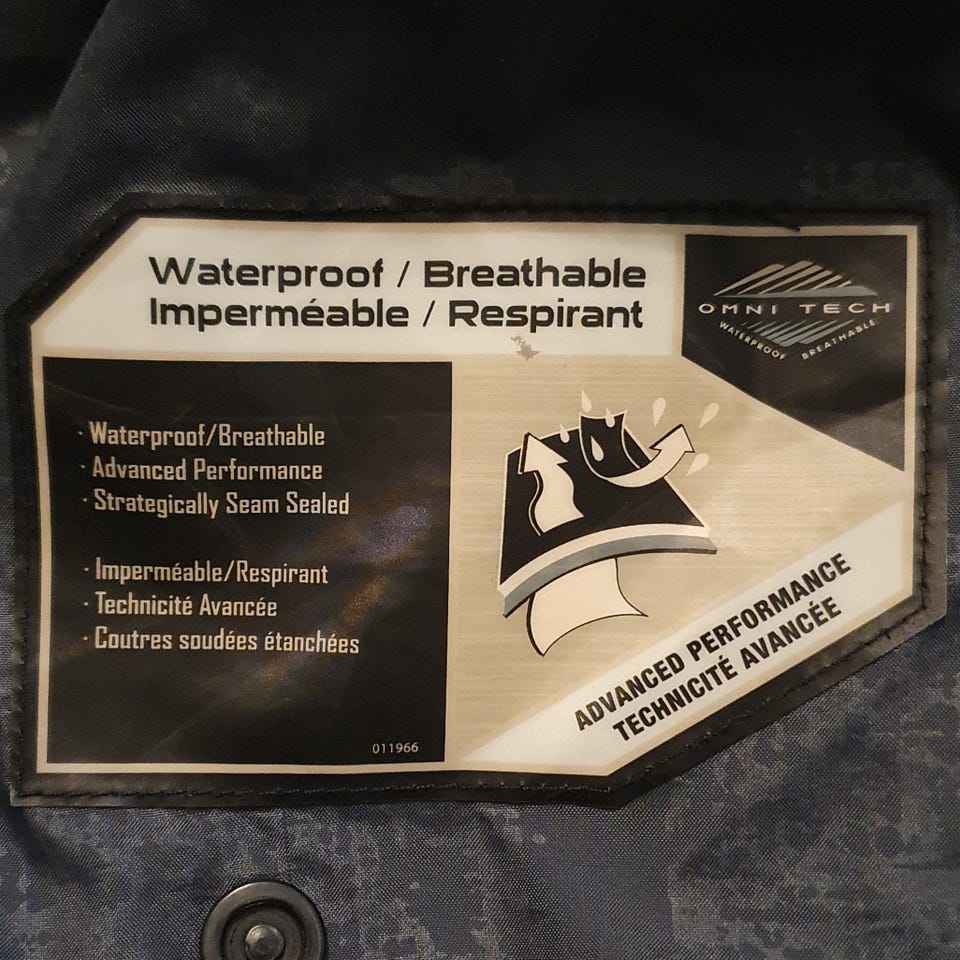 Waterproof / Breathable
Imperméable / Respirant
OMNI TECH
WATERPROOF BREATHABLE
· Waterproof/Breathable
· Advanced Performance
· Strategically Seam Sealed
· Imperméable/Respirant
· Technicité Avancée
· Coutres soudées étanchées
011966
ADVANCED PERFORMANCE
TECHNICITÉ AVANCÉE